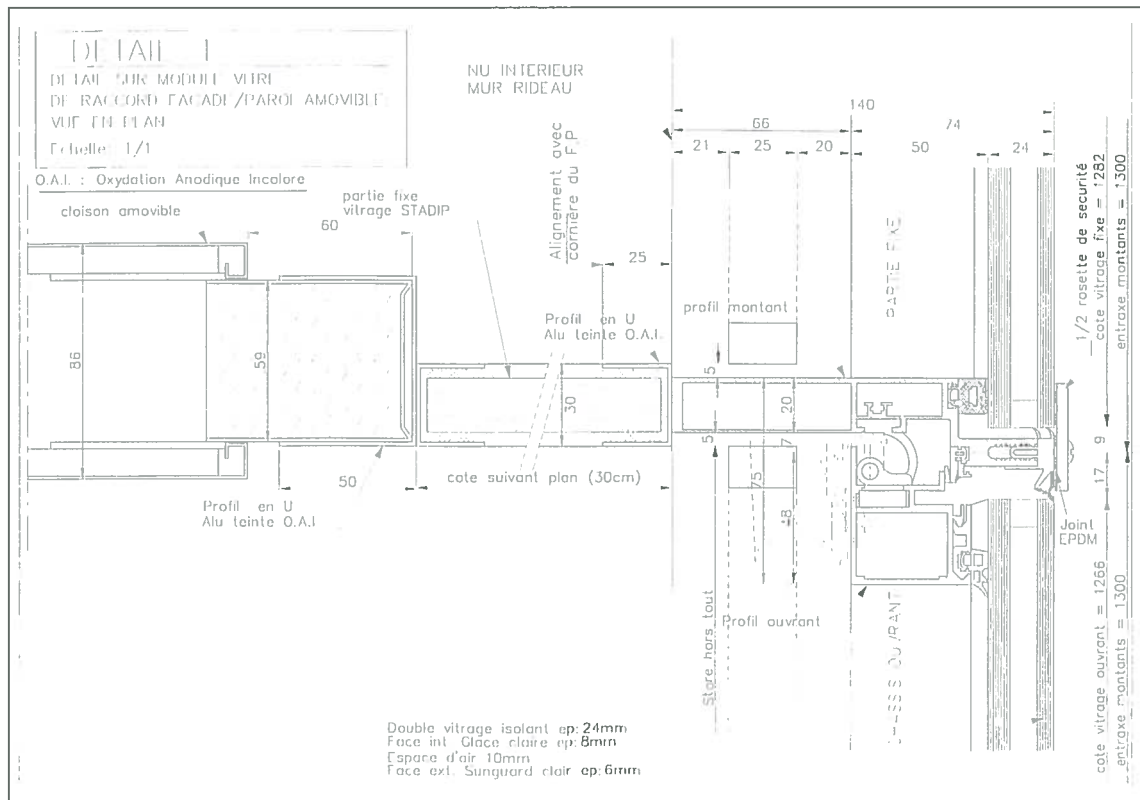 DETAIL 1
DETAIL SUR MODULE VITRE
DE RACCORD FACADE/PAROI AMOVIBLE
VUE EN PLAN
Echelle 1/1
O.A.I. : Oxydation Anodique Incolore
NU INTERIEUR
MUR RIDEAU
140
66
74
21
25
20
50
24
cloison amovible
partie fixe
vitrage STADIP
60
Alignement avec
cornière du F.P
25
PARTIE FIXE
1/2 rosette de securité
cote vitrage fixe = 1282
entraxe montants = 1300
profil montant
Profil en U
Alu teinte O.A.I.
86
59
30
5
20
5
7
75
48
9
17
50
cote suivant plan (30cm)
Profil en U
Alu teinte O.A.I
Joint
EPDM
Profil ouvrant
Store hors tout
OUVRANT
cote vitrage ouvrant = 1266
entraxe montants = 1300
Double vitrage isolant ep:24mm
Face int. Glace claire ep:8mm
Espace d'air 10mm
Face ext. Sunguard clair ep:6mm